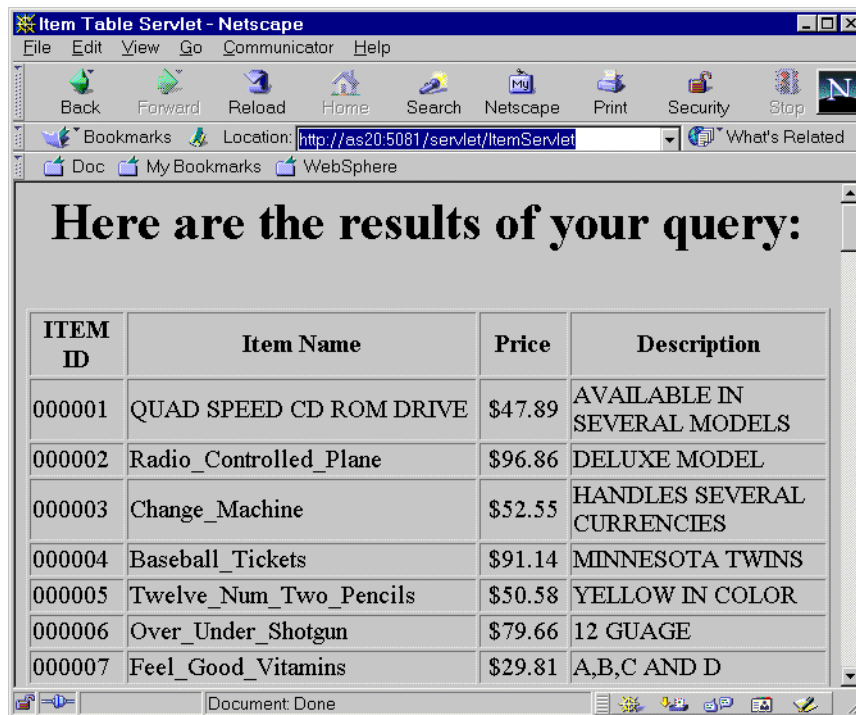 Item Table Servlet - Netscape
File Edit View Go Communicator Help
Back Forward Reload Home Search Netscape Print Security Stop
My
N
Bookmarks Location: http://as20:5081/servlet/ItemServlet What's Related
Doc My Bookmarks WebSphere
Here are the results of your query:
ITEM
ID
Item Name Price Description
000001 QUAD SPEED CD ROM DRIVE $47.89 AVAILABLE IN
SEVERAL MODELS
000002 Radio_Controlled_Plane $96.86 DELUXE MODEL
000003 Change_Machine $52.55 HANDLES SEVERAL
CURRENCIES
000004 Baseball_Tickets $91.14 MINNESOTA TWINS
000005 Twelve_Num_Two_Pencils $50.58 YELLOW IN COLOR
000006 Over_Under_Shotgun $79.66 12 GUAGE
000007 Feel_Good_Vitamins $29.81 A,B,C AND D
Document: Done